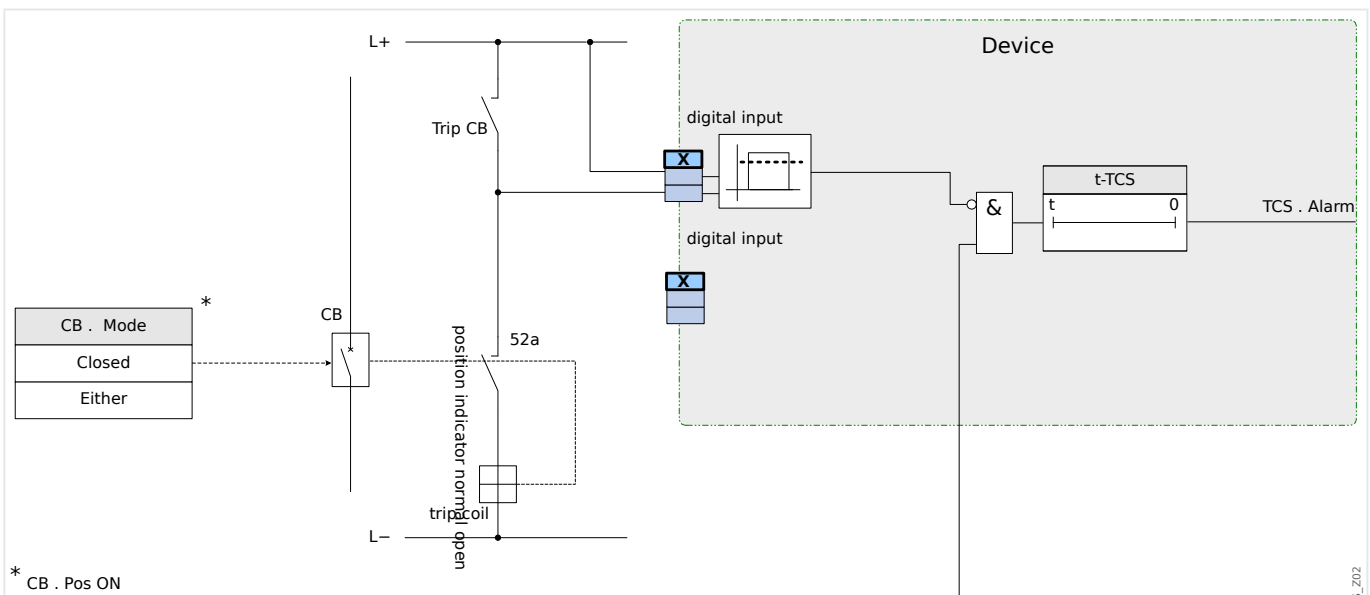 Device
L+
digital input
Trip CB
X
t-TCS
t 0
&
TCS . Alarm
digital input
X
*
CB . Mode
Closed
Either
CB
52a
position indicator normal open
trip coil
L−
* CB . Pos ON
_Z02